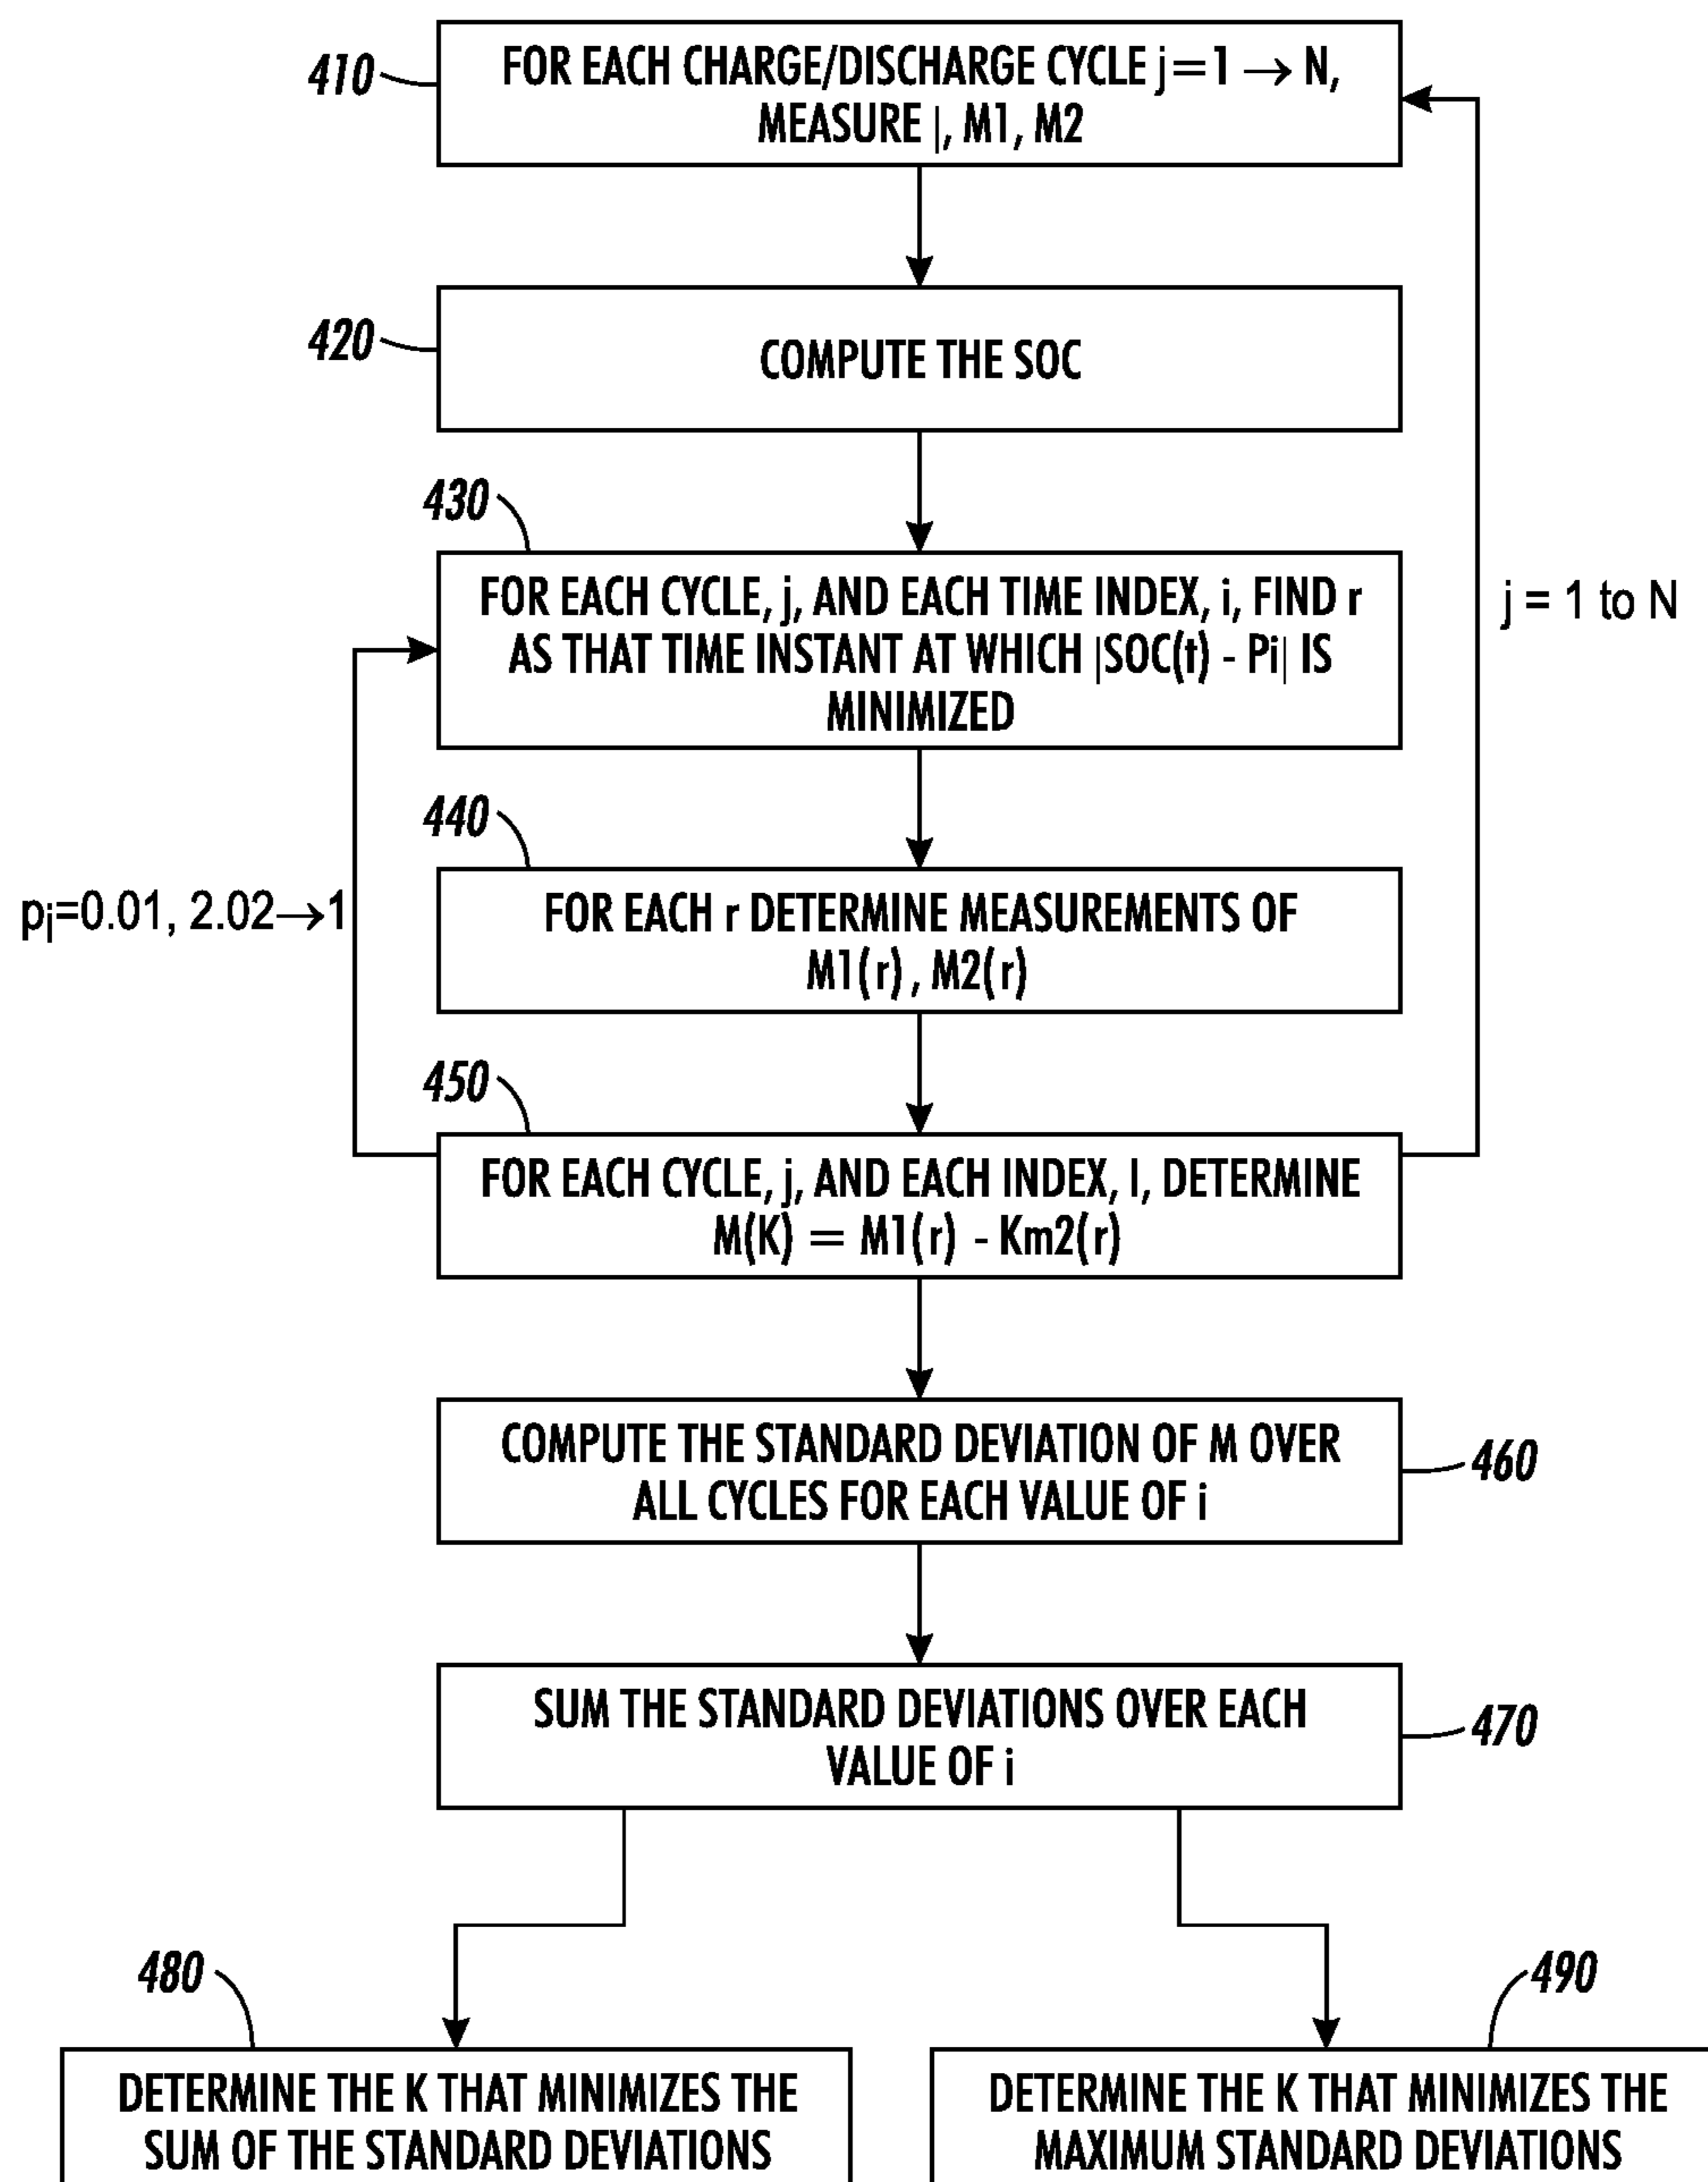 410
FOR EACH CHARGE/DISCHARGE CYCLE j=1 → N,
MEASURE |, M1, M2
420
COMPUTE THE SOC
430
FOR EACH CYCLE, j, AND EACH TIME INDEX, i, FIND r
AS THAT TIME INSTANT AT WHICH |SOC(t) - Pi| IS
MINIMIZED
j = 1 to N
440
FOR EACH r DETERMINE MEASUREMENTS OF
M1(r), M2(r)
pi=0.01, 2.02→1
450
FOR EACH CYCLE, j, AND EACH INDEX, I, DETERMINE
M(K) = M1(r) - Km2(r)
COMPUTE THE STANDARD DEVIATION OF M OVER
ALL CYCLES FOR EACH VALUE OF i
460
SUM THE STANDARD DEVIATIONS OVER EACH
VALUE OF i
470
480
DETERMINE THE K THAT MINIMIZES THE
SUM OF THE STANDARD DEVIATIONS
490
DETERMINE THE K THAT MINIMIZES THE
MAXIMUM STANDARD DEVIATIONS